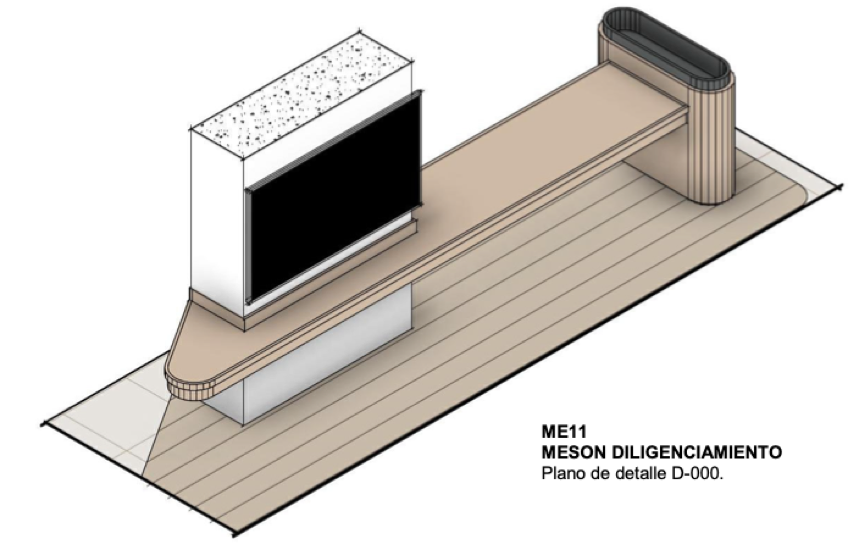 ME11
MESON DILIGENCIAMIENTO
Plano de detalle D-000.